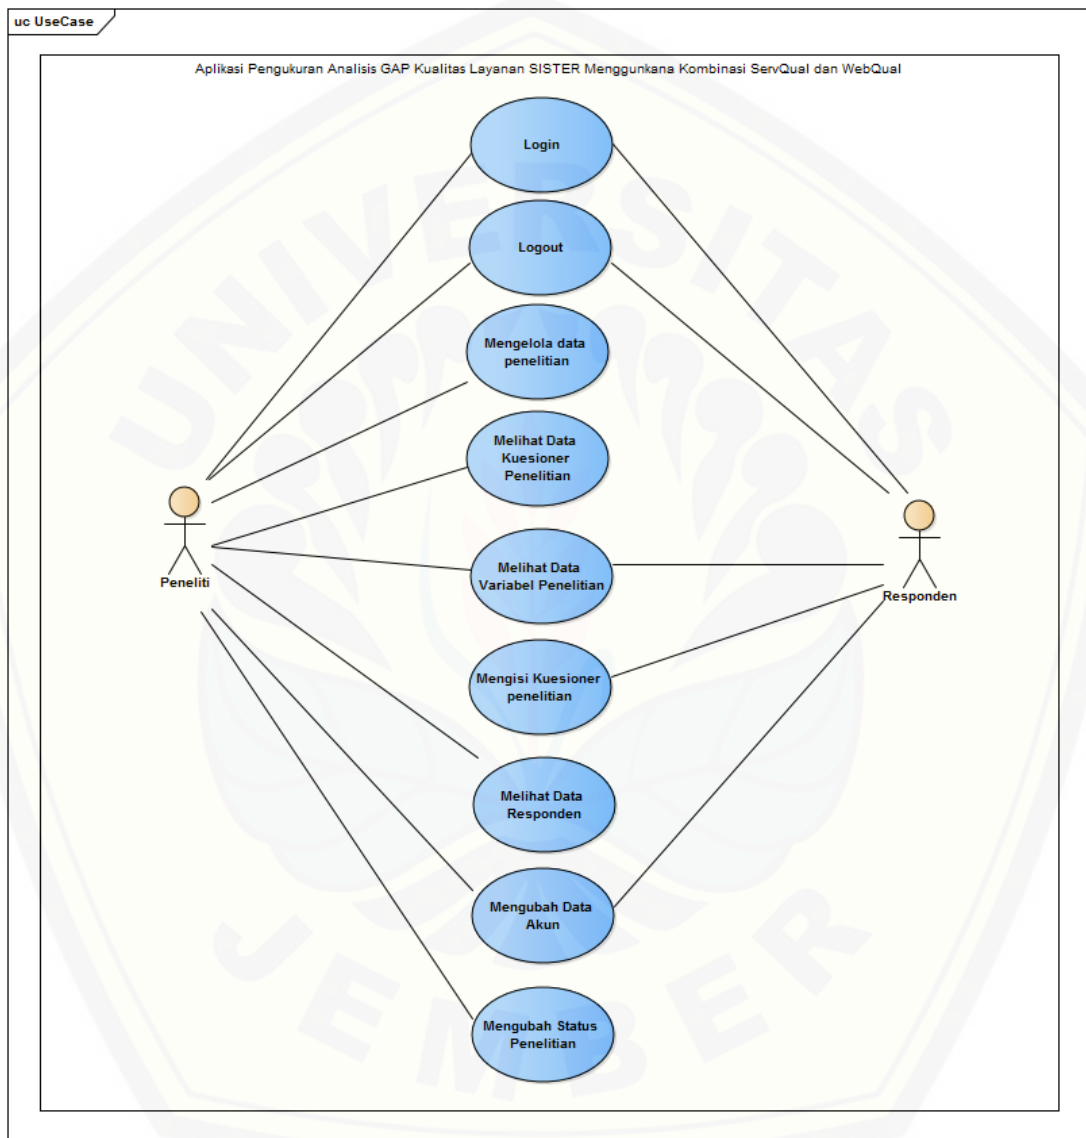 uc UseCase
Aplikasi Pengukuran Analisis GAP Kualitas Layanan SISTER Menggunkana Kombinasi ServQual dan WebQual
Login
Logout
Mengelola data
penelitian
Melihat Data
Kuesioner
Penelitian
Peneliti
Melihat Data
Variabel Penelitian
Responden
Mengisi Kuesioner
penelitian
Melihat Data
Responden
Mengubah Data
Akun
Mengubah Status
Penelitian
UNIVERSITAS
JEMBER